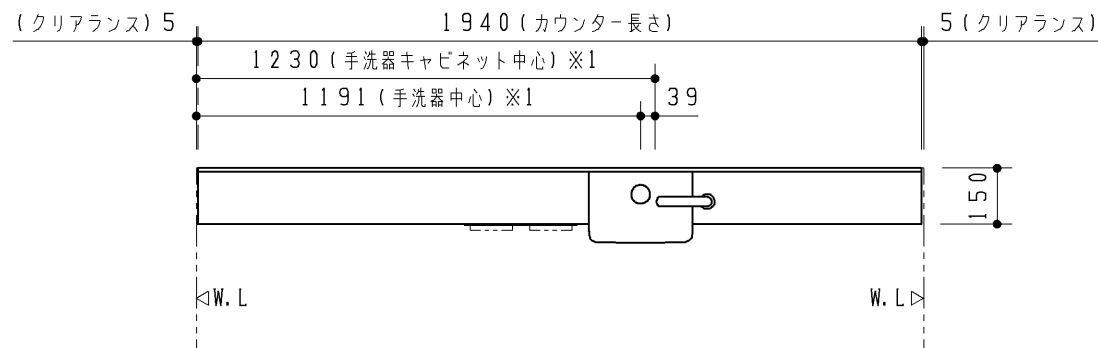 (クリアランス) 5
1940(カウンター長さ)
5(クリアランス)
1230(手洗器キャビネット中心)※1
1191(手洗器中心)※1
39
150
W.L
W.L